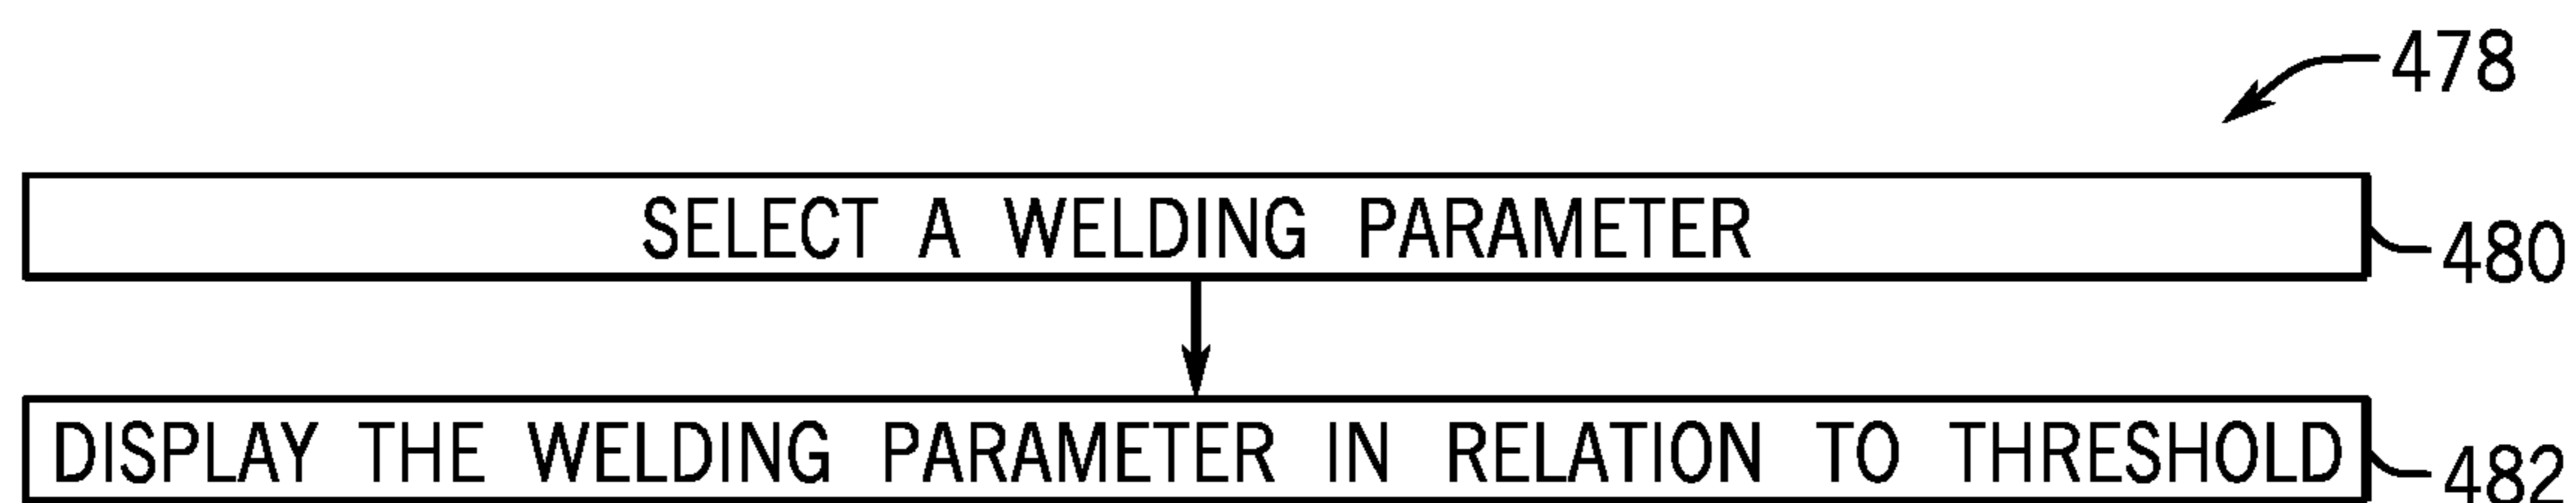 478
SELECT A WELDING PARAMETER
480
DISPLAY THE WELDING PARAMETER IN RELATION TO THRESHOLD
482